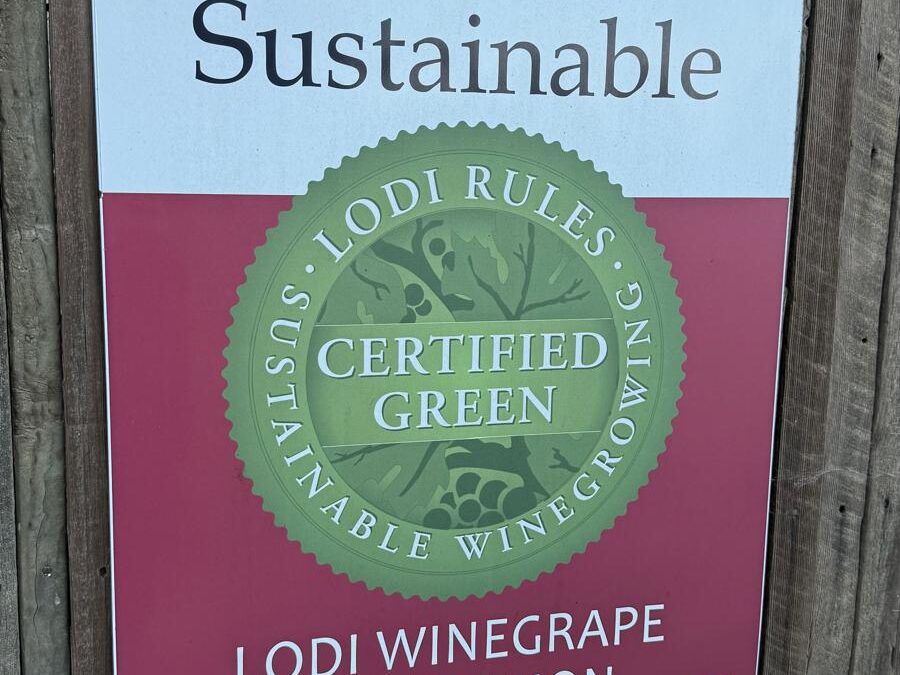 Sustainable
· LODI RULES ·
SUSTAINABLE WINEGROWING
CERTIFIED
GREEN
LODI WINEGRAPE